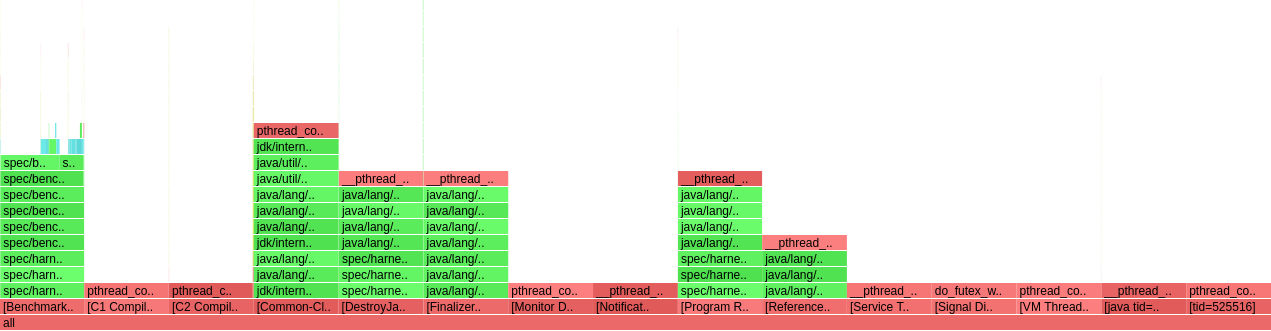 pthread_co..
jdk/intern..
spec/b.. s.. java/util/..
spec/benc.. java/util/.. __pthread_.. __pthread_.. __pthread_..
spec/benc.. java/lang/.. java/lang/.. java/lang/.. java/lang/..
spec/benc.. java/lang/.. java/lang/.. java/lang/.. java/lang/..
spec/benc.. java/lang/.. java/lang/.. java/lang/.. java/lang/..
spec/benc.. jdk/intern.. java/lang/.. java/lang/.. java/lang/.. __pthread_..
spec/harn.. java/lang/.. spec/harne.. java/lang/.. spec/harne.. java/lang/..
spec/harn.. java/lang/.. spec/harne.. java/lang/.. spec/harne.. java/lang/..
spec/harn.. pthread_co.. pthread_c.. jdk/intern.. spec/harne.. java/lang/.. pthread_co.. __pthread_.. spec/harne.. java/lang/.. __pthread_.. do_futex_w.. pthread_co.. __pthread_.. pthread_co..
[Benchmark.. [C1 Compil.. [C2 Compil.. [Common-Cl.. [DestroyJa.. [Finalizer.. [Monitor D.. [Notificat.. [Program R.. [Reference.. [Service T.. [Signal Di.. [VM Thread.. [java tid=.. [tid=525516]
all